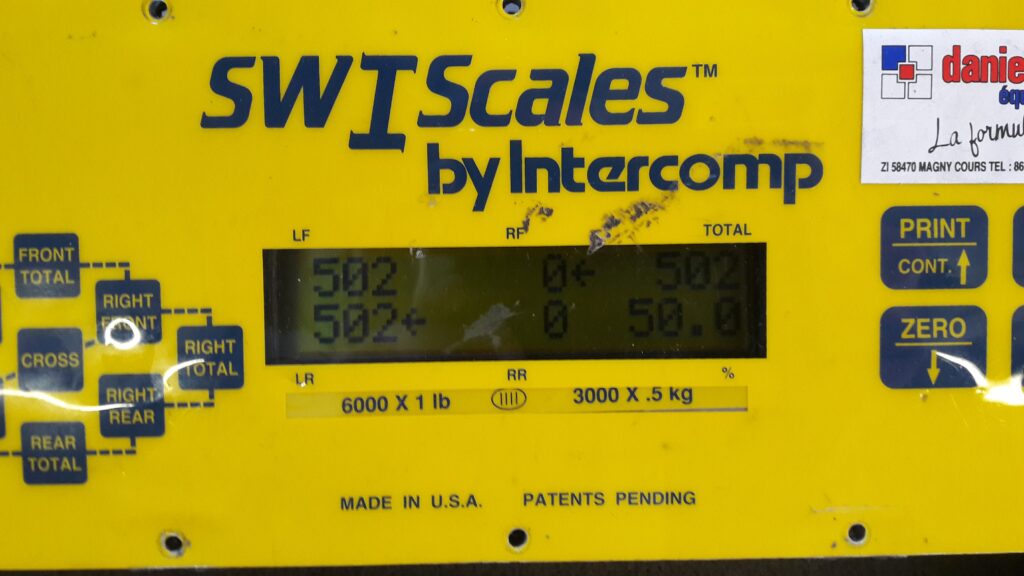 SWI Scales™
by Intercomp
danie
équ
La formul
ZI 58470 MAGNY COURS TEL : 86
LF RF TOTAL
502 0← 502
502← 0 50.0
LR RR %
6000 X 1 lb 3000 X .5 kg
FRONT
TOTAL
RIGHT
FRONT
CROSS
RIGHT
TOTAL
RIGHT
REAR
REAR
TOTAL
PRINT
CONT.
ZERO
MADE IN U.S.A. PATENTS PENDING